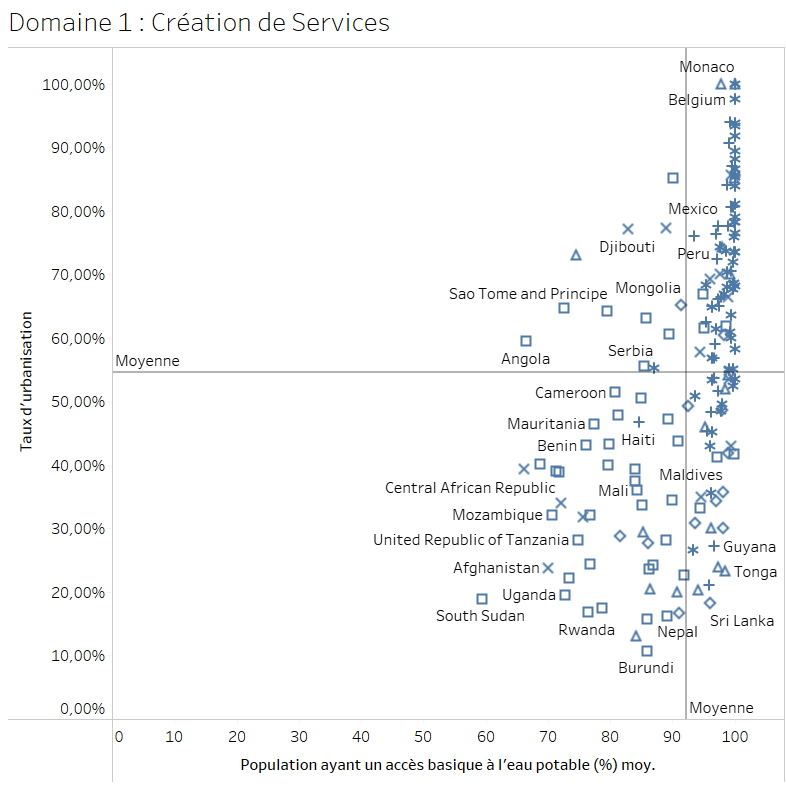 Domaine 1 : Création de Services
Monaco
100,00%
Belgium
90,00%
80,00%
Mexico
Djibouti
Peru
70,00%
Mongolia
Sao Tome and Principe
60,00%
Serbia
Angola
Moyenne
Taux d'urbanisation
50,00%
Cameroon
Mauritania
Haiti
Benin
40,00%
Maldives
Central African Republic
Mali
Mozambique
30,00%
United Republic of Tanzania
Guyana
Afghanistan
Tonga
20,00%
Uganda
South Sudan
Sri Lanka
Rwanda
Nepal
10,00%
Burundi
0,00%
Moyenne
0 10 20 30 40 50 60 70 80 90 100
Population ayant un accès basique à l'eau potable (%) moy.